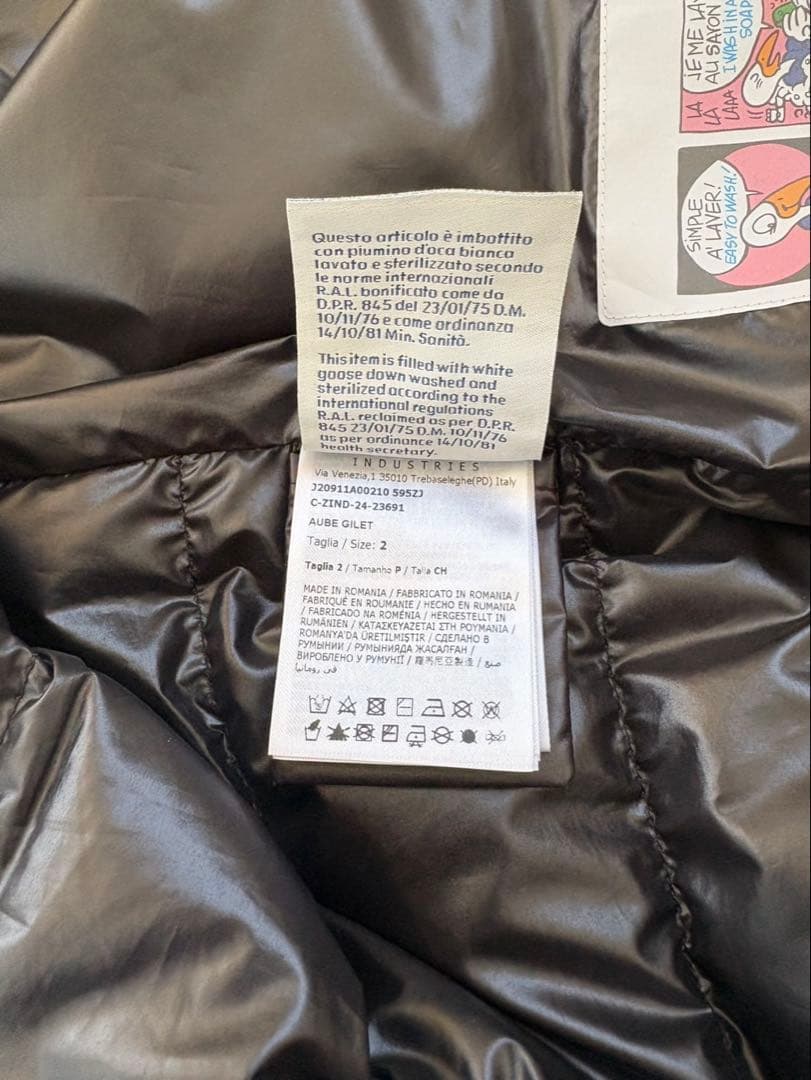 Questo articolo è imbottito
con piumino d'oca bianca
lavato e sterilizzato secondo
le norme internazionali
R.A.L. bonificato come da
D.P.R. 845 del 23/01/75 D.M.
10/11/76 e come ordinanza
14/10/81 Min. Sanità.
This item is filled with white
goose down washed and
sterilized according to the
international regulations
R.A.L. reclaimed as per D.P.R.
845 23/01/75 D.M. 10/11/76
as per ordinance 14/10/81
health secretary.
INDUSTRIES
Via Venezia,1 35010 Trebaseleghe(PD) Italy
J20911A00210 595ZJ
C-ZIND-24-23691
AUBE GILET
Taglia / Size: 2
Taglia 2 / Tamanho P / Talla CH
MADE IN ROMANIA / FABBRICATO IN ROMANIA /
FABRIQUÉ EN ROUMANIE / HECHO EN RUMANIA
/ FABRICADO NA ROMÉNIA / HERGESTELLT IN
RUMÄNIEN / ΚΑΤΑΣΚΕΥΑΖΕΤΑΙ ΣΤΗ ΡΟΥΜΑΝΙΑ /
ROMANYA'DA ÜRETILMIŞTIR / СДЕЛАНО В
РУМЫНИИ / РУМЫНИЯДА ЖАСАЛҒАН /
ВИРОБЛЕНО У РУМУНІЇ / 羅馬尼亞製造 / صنع
في رومانيا
JE ME LA
AU SAVON
I WASHINA
SOAP
LA
LA
LAAA
SIMPLE
A LAVER!
EASY TO WASH!